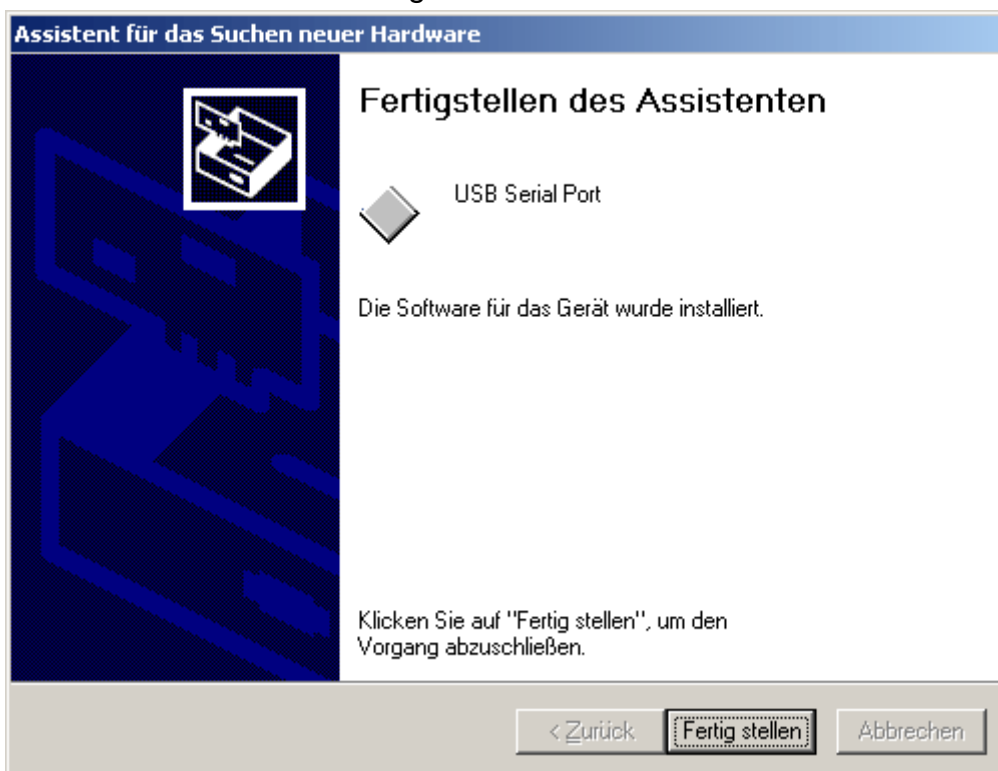 Assistent für das Suchen neuer Hardware
Fertigstellen des Assistenten
USB Serial Port
Die Software für das Gerät wurde installiert.
Klicken Sie auf "Fertig stellen", um den
Vorgang abzuschließen.
< Zurück
Fertig stellen
Abbrechen